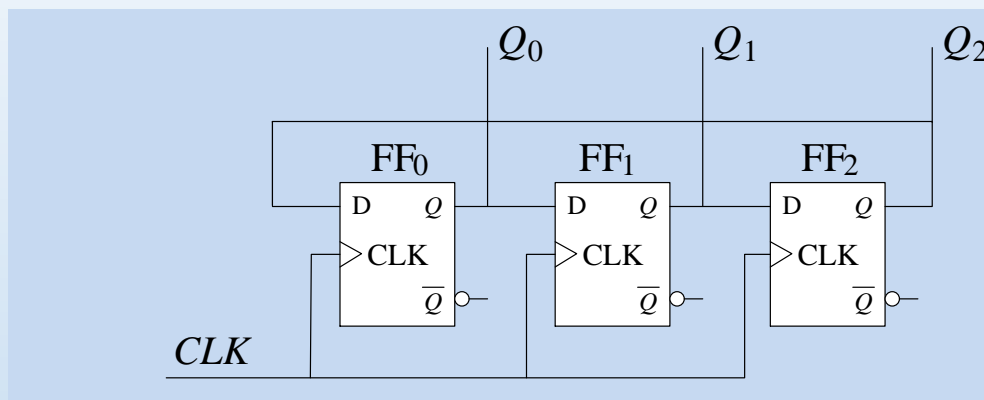 Q₀ Q₁ Q₂
FF₀ FF₁ FF₂
D Q D Q D Q
CLK CLK CLK
Q̅ Q̅ Q̅
CLK